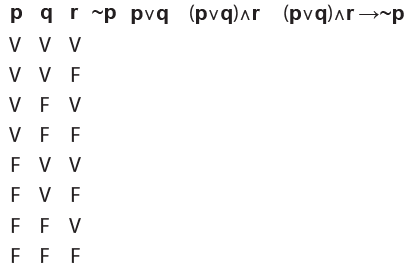 p q r ~p p∨q (p∨q)∧r (p∨q)∧r→~p
V V V
V V F
V F V
V F F
F V V
F V F
F F V
F F F